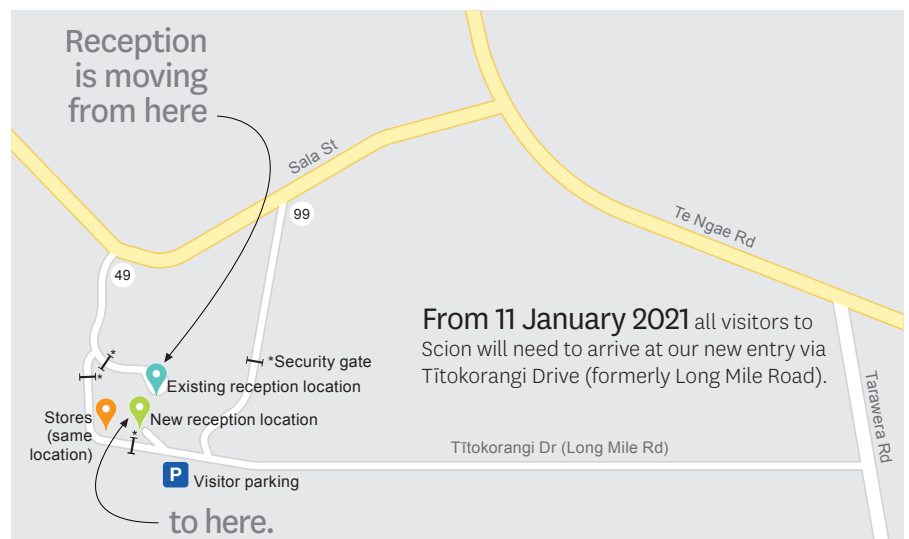 Reception
is moving
from here
Sala St
99
Te Ngae Rd
49
From 11 January 2021 all visitors to
Scion will need to arrive at our new entry via
Tītokorangi Drive (formerly Long Mile Road).
*Security gate
*
*
Existing reception location
Tarawera Rd
Stores
(same
location)
New reception location
*
Tītokorangi Dr (Long Mile Rd)
P
Visitor parking
to here.